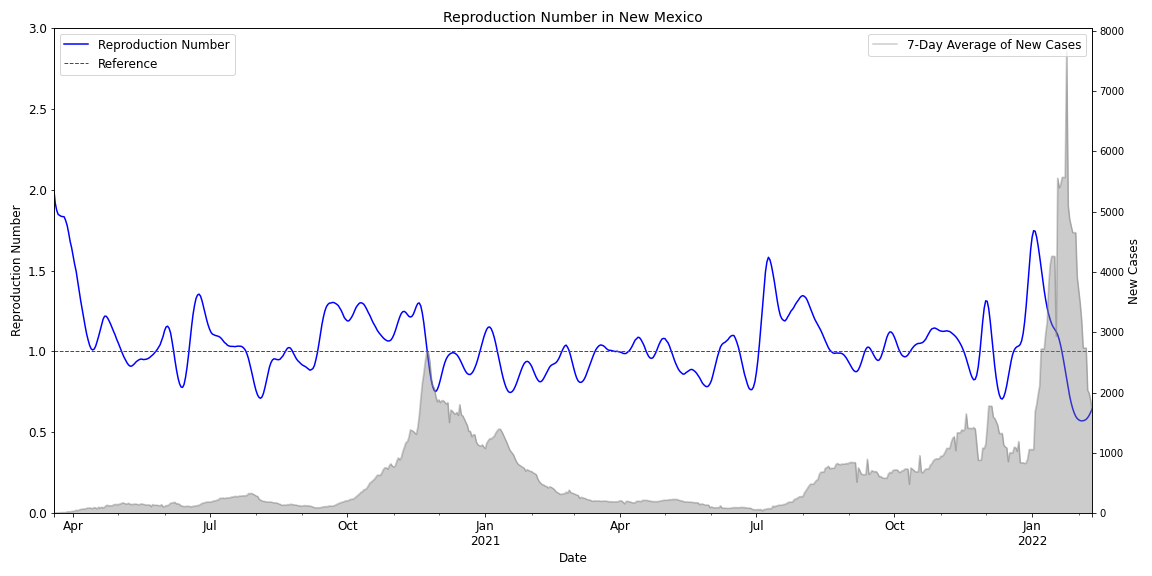 Reproduction Number in New Mexico
Reproduction Number
Reference
7-Day Average of New Cases
3.0
2.5
2.0
1.5
1.0
0.5
0.0
Reproduction Number
8000
7000
6000
5000
4000
3000
2000
1000
0
New Cases
Apr
Jul
Oct
Jan
2021
Apr
Jul
Oct
Jan
2022
Date